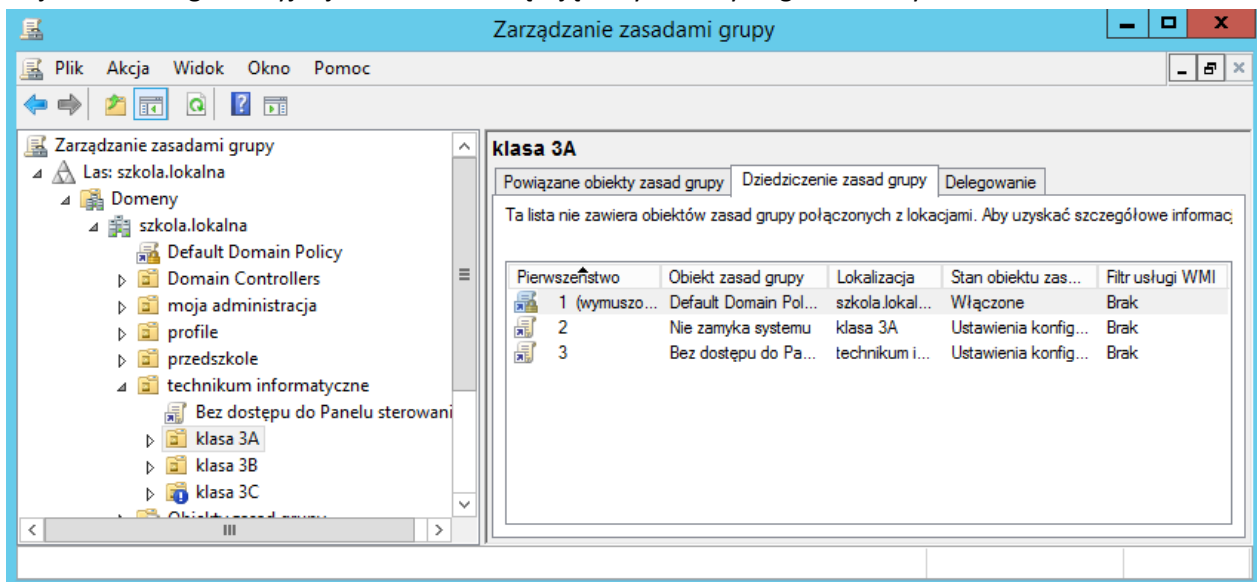 Zarządzanie zasadami grupy
Plik Akcja Widok Okno Pomoc
Zarządzanie zasadami grupy
Las: szkola.lokalna
Domeny
szkola.lokalna
Default Domain Policy
Domain Controllers
moja administracja
profile
przedszkole
technikum informatyczne
Bez dostępu do Panelu sterowani
klasa 3A
klasa 3B
klasa 3C
klasa 3A
Powiązane obiekty zasad grupy Dziedziczenie zasad grupy Delegowanie
Ta lista nie zawiera obiektów zasad grupy połączonych z lokacjami. Aby uzyskać szczegółowe informac
Pierwszeństwo Obiekt zasad grupy Lokalizacja Stan obiektu zas... Filtr usługi WMI
1 (wymuszo... Default Domain Pol... szkola.lokal... Włączone Brak
2 Nie zamyka systemu klasa 3A Ustawienia konfig... Brak
3 Bez dostępu do Pa... technikum i... Ustawienia konfig... Brak